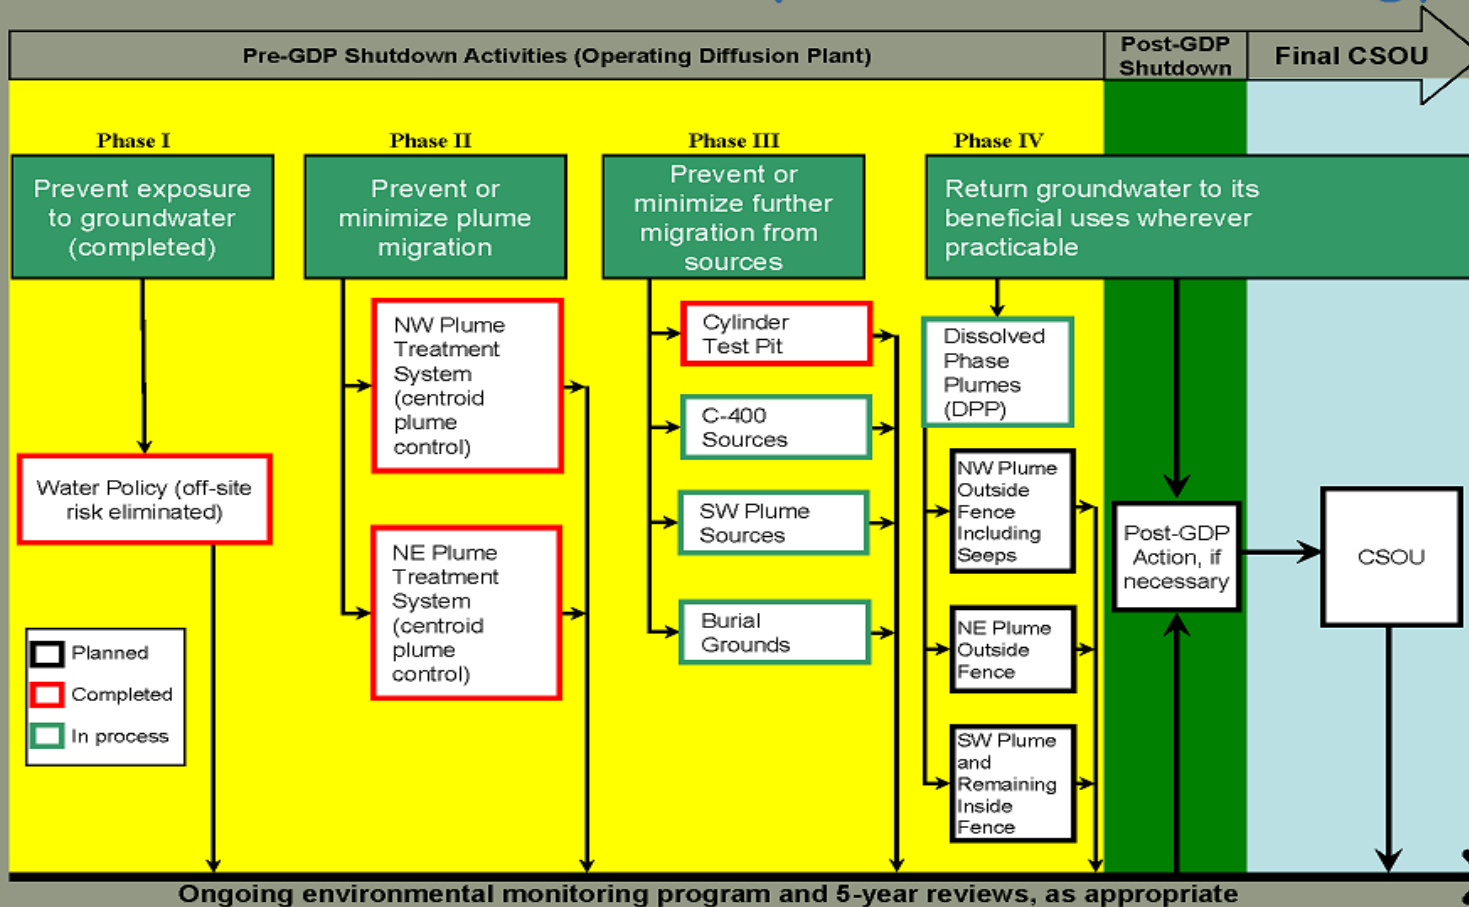 Pre-GDP Shutdown Activities (Operating Diffusion Plant)
Post-GDP
Shutdown
Final CSOU
Phase I
Prevent exposure
to groundwater
(completed)
Water Policy (off-site
risk eliminated)
Planned
Completed
In process
Phase II
Prevent or
minimize plume
migration
NW Plume
Treatment
System
(centroid
plume
control)
NE Plume
Treatment
System
(centroid
plume
control)
Phase III
Prevent or
minimize further
migration from
sources
Cylinder
Test Pit
C-400
Sources
SW Plume
Sources
Burial
Grounds
Phase IV
Return groundwater to its
beneficial uses wherever
practicable
Dissolved
Phase
Plumes
(DPP)
NW Plume
Outside
Fence
Including
Seeps
NE Plume
Outside
Fence
SW Plume
and
Remaining
Inside
Fence
Post-GDP
Action, if
necessary
CSOU
Ongoing environmental monitoring program and 5-year reviews, as appropriate